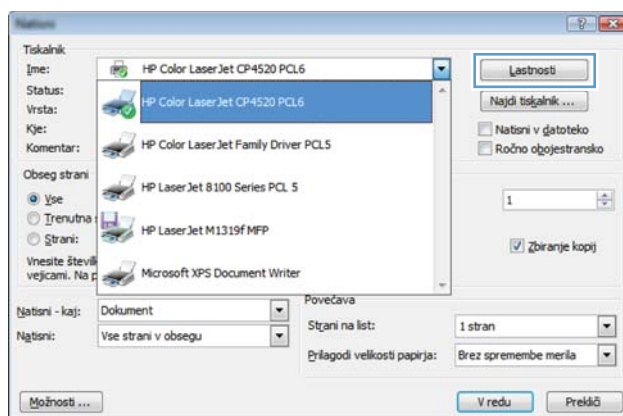 Natisni
Tiskalnik
Ime:
HP Color LaserJet CP4520 PCL6
Lastnosti
Status:
HP Color LaserJet CP4520 PCL6
Najdi tiskalnik ...
Vrsta:
Kje:
HP Color LaserJet Family Driver PCL5
Natisni v datoteko
Komentar:
Ročno obojestransko
Obseg strani
HP LaserJet 8100 Series PCL 5
Vse
1
Trenutna
HP LaserJet M1319f MFP
Strani:
Zbiranje kopij
Vnesite
vejicami. Na
Microsoft XPS Document Writer
Natisni - kaj:
Dokument
Povečava
Natisni:
Vse strani v obsegu
Strani na list:
1 stran
Prilagodi velikosti papirja:
Brez spremembe merila
Možnosti ...
V redu
Prekliči